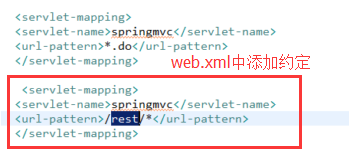 <servlet-mapping>
<servlet-name>springmvc</servlet-name>
<url-pattern>*.do</url-pattern>
</servlet-mapping>
web.xml中添加约定
<servlet-mapping>
<servlet-name>springmvc</servlet-name>
<url-pattern>/rest/*</url-pattern>
</servlet-mapping>